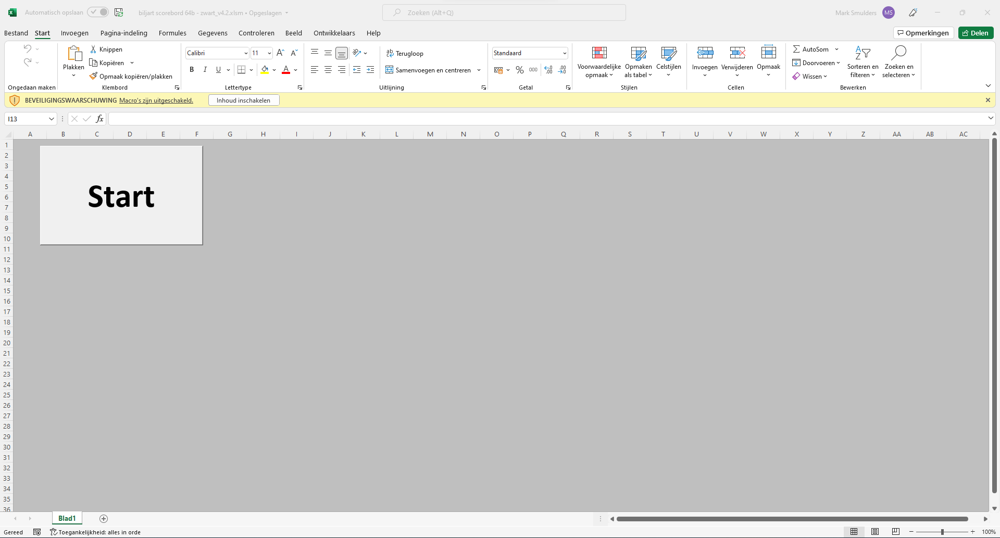 Automatisch opslaan
biljart scorebord 64b - zwart_v4.2.xlsm • Opgeslagen
Zoeken (Alt+Q)
Mark Smulders MS
Bestand Start Invoegen Pagina-indeling Formules Gegevens Controleren Beeld Ontwikkelaars Help
Opmerkingen Delen
Ongedaan maken
Plakken
Knippen
Kopiëren
Opmaak kopiëren/plakken
Klembord
Calibri 11
B I U
Lettertype
Terugloop
Samenvoegen en centreren
Uitlijning
Standaard
% 000
Getal
Voorwaardelijke
opmaak
Opmaken
als tabel
Celstijlen
Stijlen
Invoegen
Verwijderen
Opmaak
Cellen
AutoSom
Doorvoeren
Wissen
Sorteren en
filteren
Zoeken en
selecteren
Bewerken
BEVEILIGINGSWAARSCHUWING Macro's zijn uitgeschakeld. Inhoud inschakelen
I13 fx
A B C D E F G H I J K L M N O P Q R S T U V W X Y Z AA AB AC
1
2
3
4
5
6
7
8
9
10
11
12
13
14
15
16
17
18
19
20
21
22
23
24
25
26
27
28
29
30
31
32
33
34
35
36
Start
Blad1
Gereed Toegankelijkheid: alles in orde
100%